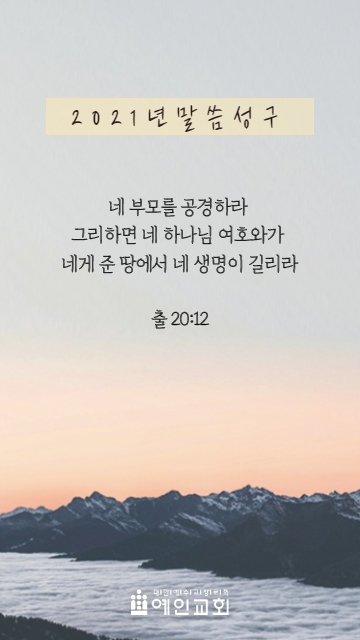 2021년말씀성구
네 부모를 공경하라
그리하면 네 하나님 여호와가
네게 준 땅에서 네 생명이 길리라
출 20:12
예인교회